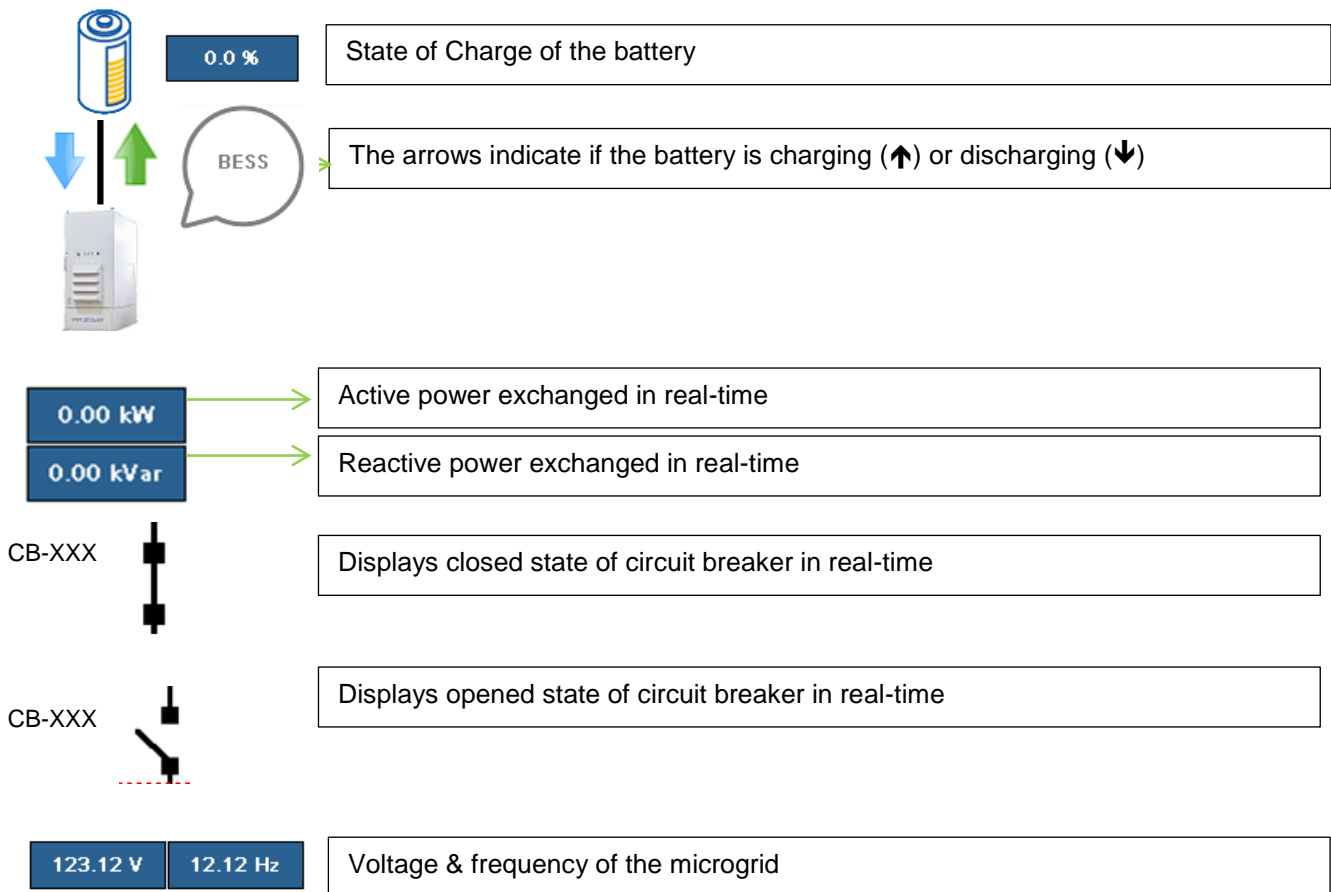 0.0 %
State of Charge of the battery
BESS
The arrows indicate if the battery is charging (🡹) or discharging (🡻)
0.00 kW
Active power exchanged in real-time
0.00 kVar
Reactive power exchanged in real-time
CB-XXX
Displays closed state of circuit breaker in real-time
CB-XXX
Displays opened state of circuit breaker in real-time
123.12 V
12.12 Hz
Voltage & frequency of the microgrid